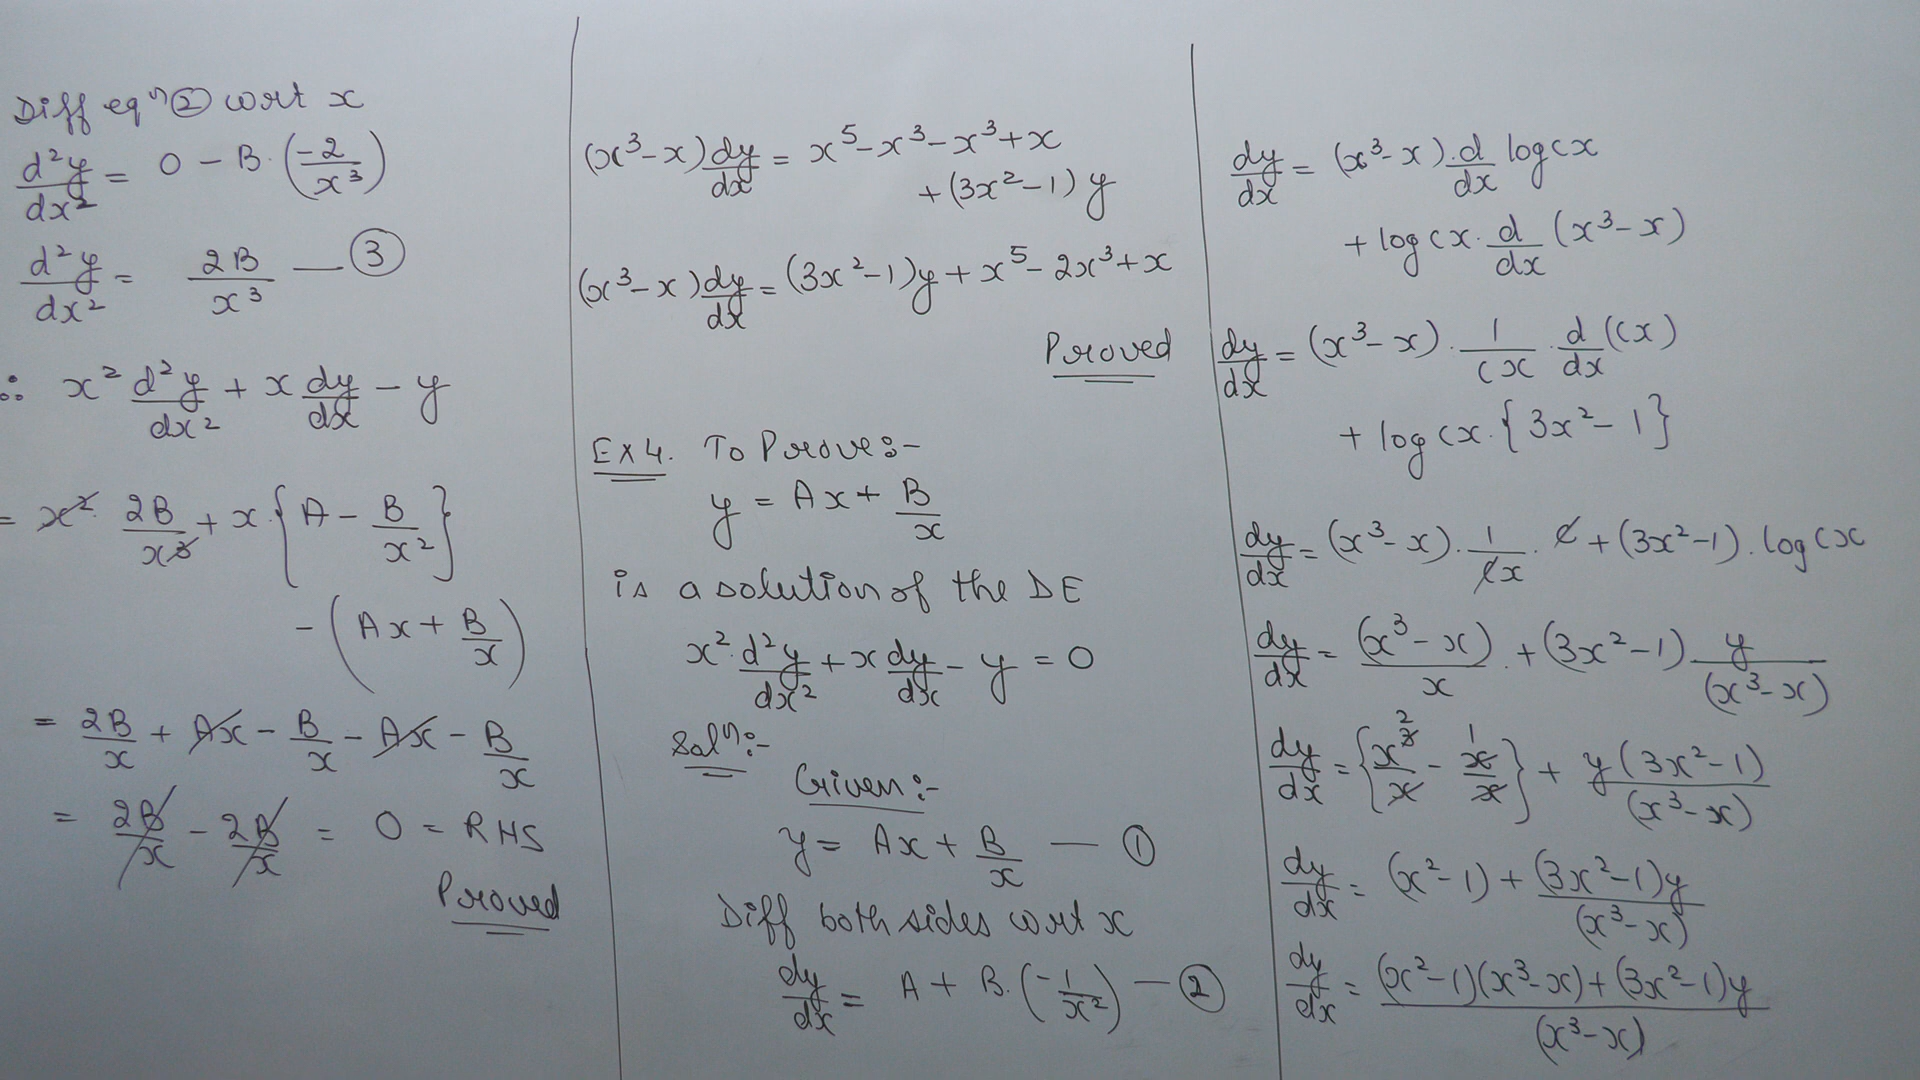 Diff eqⁿ ② wrt x
d²y/dx² = 0 - B·(-2/x³)
d²y/dx² = 2B/x³ — ③
∴ x² d²y/dx² + x dy/dx - y
= x²· 2B/x³ + x·{A - B/x²}
- (Ax + B/x)
= 2B/x + Ax - B/x - Ax - B/x
= 2B/x - 2B/x = 0 = RHS
Proved
(x³-x) dy/dx = x⁵-x³-x³+x
+ (3x²-1) y
(x³-x) dy/dx = (3x²-1)y + x⁵-2x³+x
Proved
Ex 4. To Prove:-
y = Ax + B/x
is a solution of the DE
x²· d²y/dx² + x dy/dx - y = 0
Solⁿ:-
Given:-
y = Ax + B/x — ①
Diff both sides wrt x
dy/dx = A + B·(-1/x²) — ②
dy/dx = (x³-x)·d/dx log cx
+ log cx· d/dx (x³-x)
dy/dx = (x³-x)· 1/cx · d/dx (cx)
+ log cx·{3x²-1}
dy/dx = (x³-x)· 1/cx · c + (3x²-1)· log cx
dy/dx = (x³-x)/x + (3x²-1) y/(x³-x)
dy/dx = {x³/x - x/x} + y(3x²-1)/(x³-x)
dy/dx = (x²-1) + (3x²-1)y/(x³-x)
dy/dx = (x²-1)(x³-x) + (3x²-1)y/(x³-x)